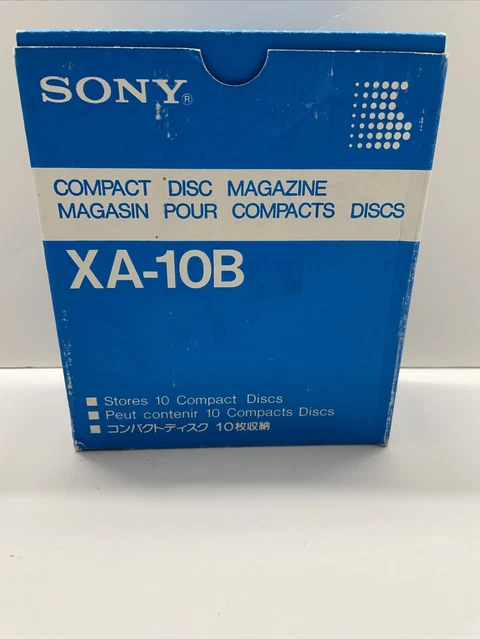 SONY®
COMPACT DISC MAGAZINE
MAGASIN POUR COMPACTS DISCS
XA-10B
■ Stores 10 Compact Discs
■ Peut contenir 10 Compacts Discs
■ コンパクトディスク 10枚収納